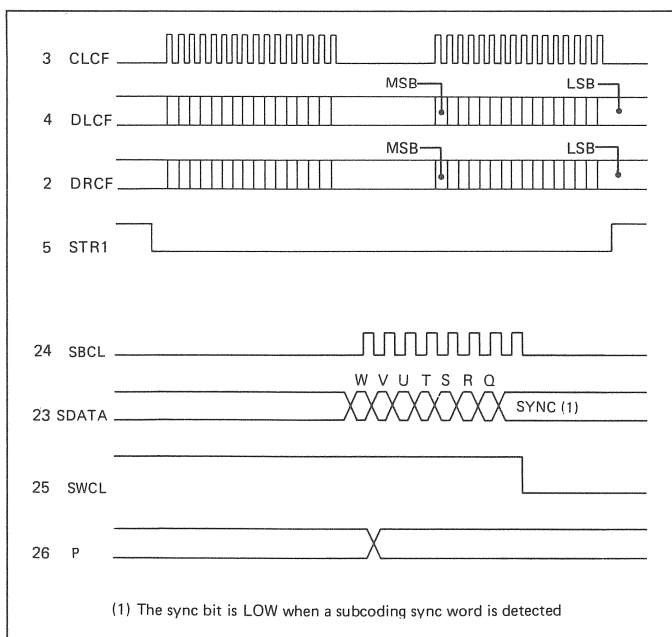 3 CLCF
MSB LSB
4 DLCF
MSB LSB
2 DRCF
5 STR1
24 SBCL
W V U T S R Q
23 SDATA SYNC (1)
25 SWCL
26 P
(1) The sync bit is LOW when a subcoding sync word is detected